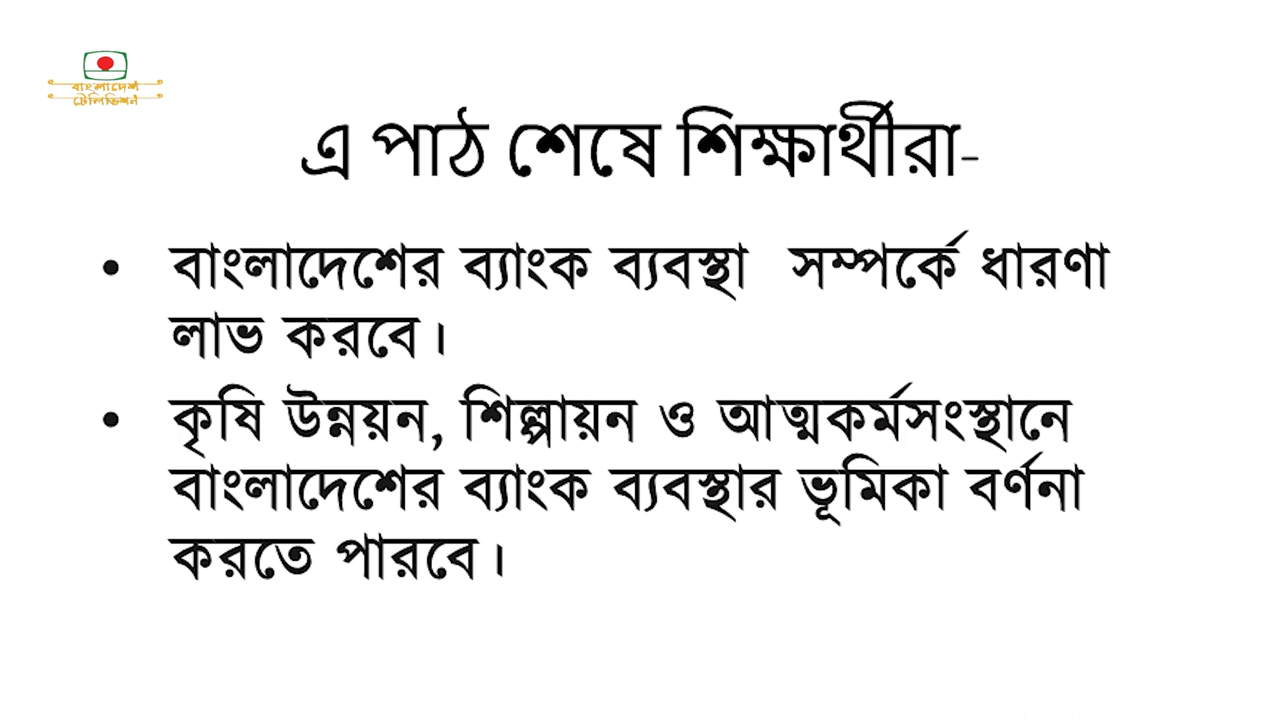 বাংলাদেশ
টেলিভিশন
এ পাঠ শেষে শিক্ষার্থীরা-
• বাংলাদেশের ব্যাংক ব্যবস্থা সম্পর্কে ধারণা
লাভ করবে।
• কৃষি উন্নয়ন, শিল্পায়ন ও আত্মকর্মসংস্থানে
বাংলাদেশের ব্যাংক ব্যবস্থার ভূমিকা বর্ণনা
করতে পারবে।